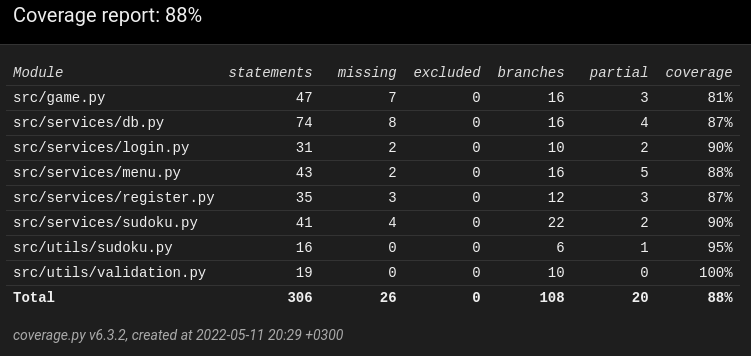 Coverage report: 88%
Module statements missing excluded branches partial coverage
src/game.py 47 7 0 16 3 81%
src/services/db.py 74 8 0 16 4 87%
src/services/login.py 31 2 0 10 2 90%
src/services/menu.py 43 2 0 16 5 88%
src/services/register.py 35 3 0 12 3 87%
src/services/sudoku.py 41 4 0 22 2 90%
src/utils/sudoku.py 16 0 0 6 1 95%
src/utils/validation.py 19 0 0 10 0 100%
Total 306 26 0 108 20 88%
coverage.py v6.3.2, created at 2022-05-11 20:29 +0300